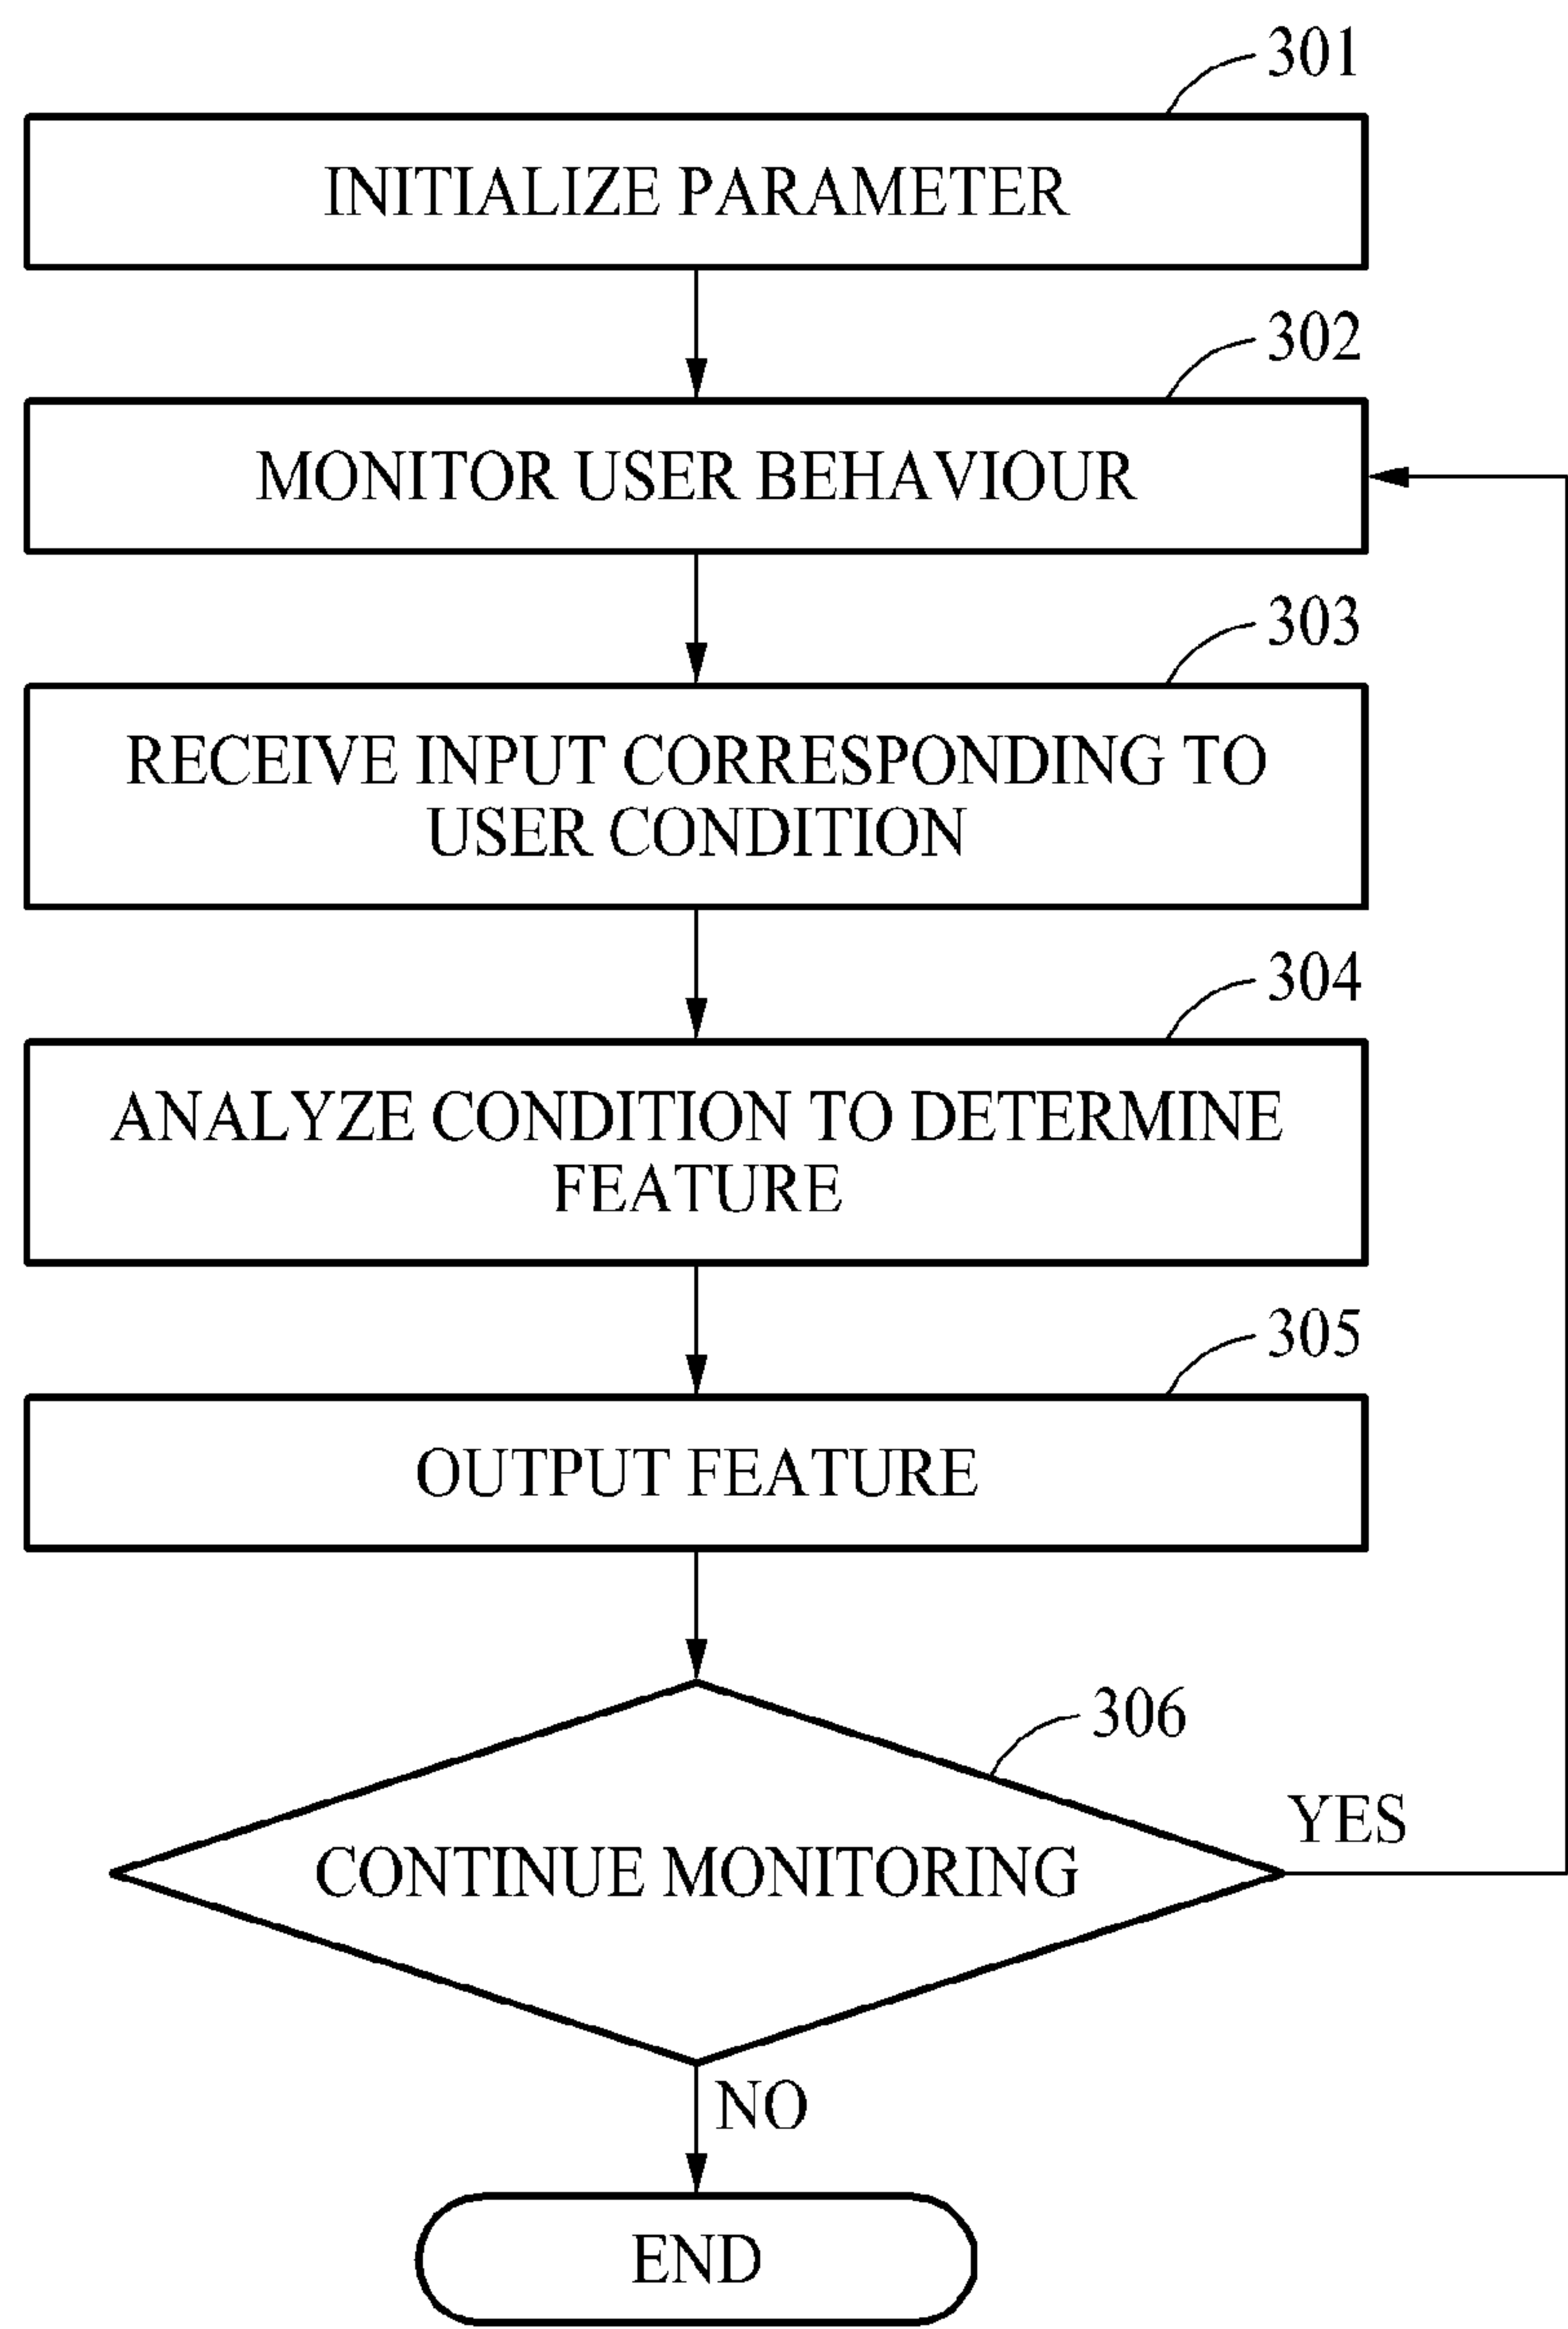 301
INITIALIZE PARAMETER
302
MONITOR USER BEHAVIOUR
303
RECEIVE INPUT CORRESPONDING TO
USER CONDITION
304
ANALYZE CONDITION TO DETERMINE
FEATURE
305
OUTPUT FEATURE
306
CONTINUE MONITORING
YES
NO
END